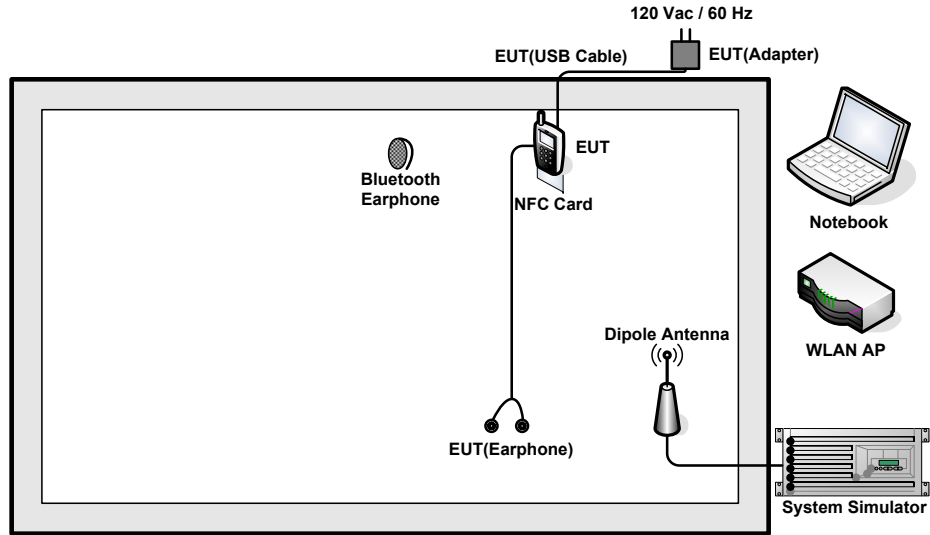 120 Vac / 60 Hz
EUT(USB Cable)
EUT(Adapter)
EUT
Bluetooth
Earphone
NFC Card
Notebook
Dipole Antenna
WLAN AP
EUT(Earphone)
System Simulator